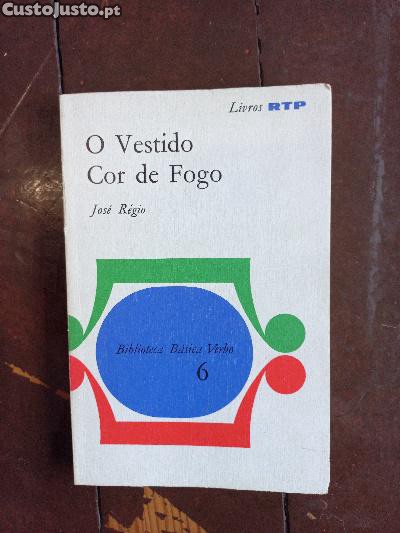 CustoJusto.pt
Livros RTP
O Vestido
Cor de Fogo
José Régio
Biblioteca Básica Verbo
6